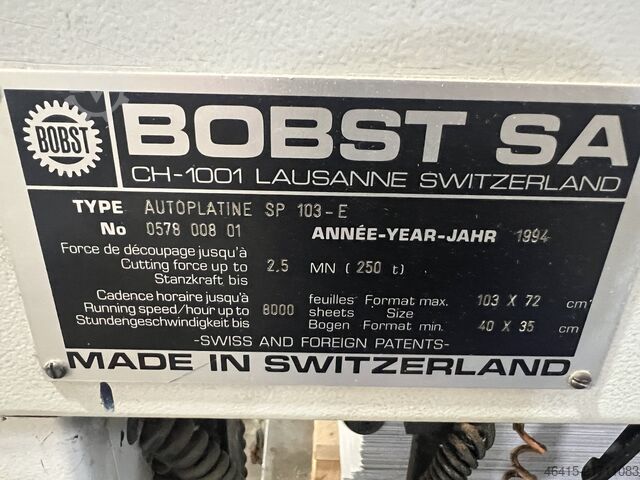 BOBST
BOBST SA
CH-1001 LAUSANNE SWITZERLAND
TYPE AUTOPLATINE SP 103-E
No 0578 008 01 ANNÉE-YEAR-JAHR 1994
Force de découpage jusqu'à
Cutting force up to 2,5 MN ( 250 t )
Stanzkraft bis
Cadence horaire jusqu'à feuilles Format max. 103 X 72 cm
Running speed/hour up to 8000 sheets Size
Stundengeschwindigkeit bis Bogen Format min. 40 X 35 cm
-SWISS AND FOREIGN PATENTS-
MADE IN SWITZERLAND